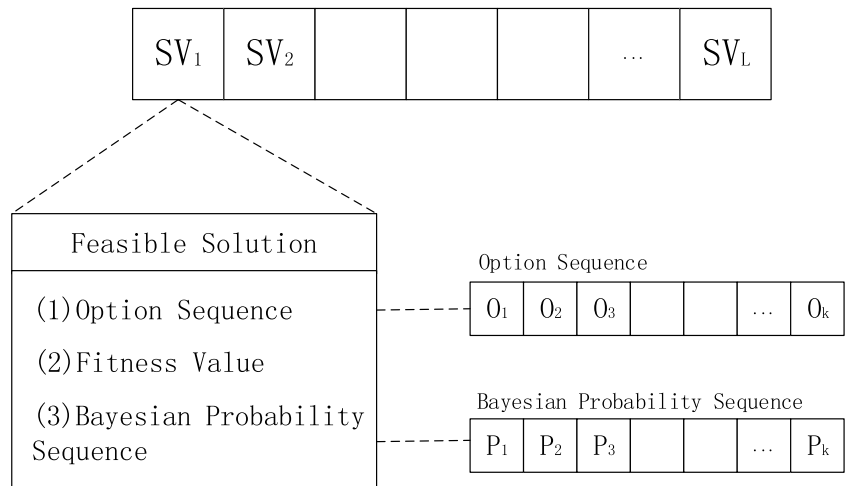 SV₁ SV₂ ... SV_L
Feasible Solution
(1)Option Sequence
(2)Fitness Value
(3)Bayesian Probability
Sequence
Option Sequence
O₁ O₂ O₃ ... Oₖ
Bayesian Probability Sequence
P₁ P₂ P₃ ... Pₖ